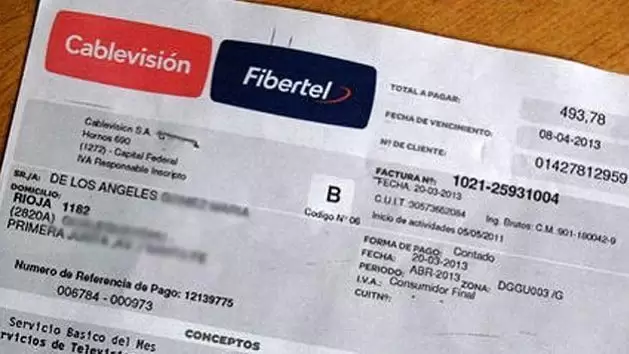 Cablevisión
Fibertel
Cablevision S.A.
Hornos 690
(1272) - Capital Federal
IVA Responsable Inscripto
TOTAL A PAGAR:
493,78
FECHA DE VENCIMIENTO:
08-04-2013
Nº DE CLIENTE:
01427812959
SR./A: DE LOS ANGELES
DOMICILIO:
RIOJA 1182
(2820A)
PRIMERA
B
Codigo Nº 06
FACTURA Nº: 1021-25931004
FECHA: 20-03-2013
C.U.I.T.: 30573652084
Ing. Brutos: C.M. 901-180042-9
Inicio de actividades 05/05/2011
FORMA DE PAGO: Contado
FECHA: 20-03-2013
PERIODO: ABR-2013 ZONA: DGGU003 /G
I.V.A.: Consumidor Final
CUITNº:
Numero de Referencia de Pago: 12139775
006784 - 000973
CONCEPTOS
Servicio Basico del Mes
rvicios de Televis